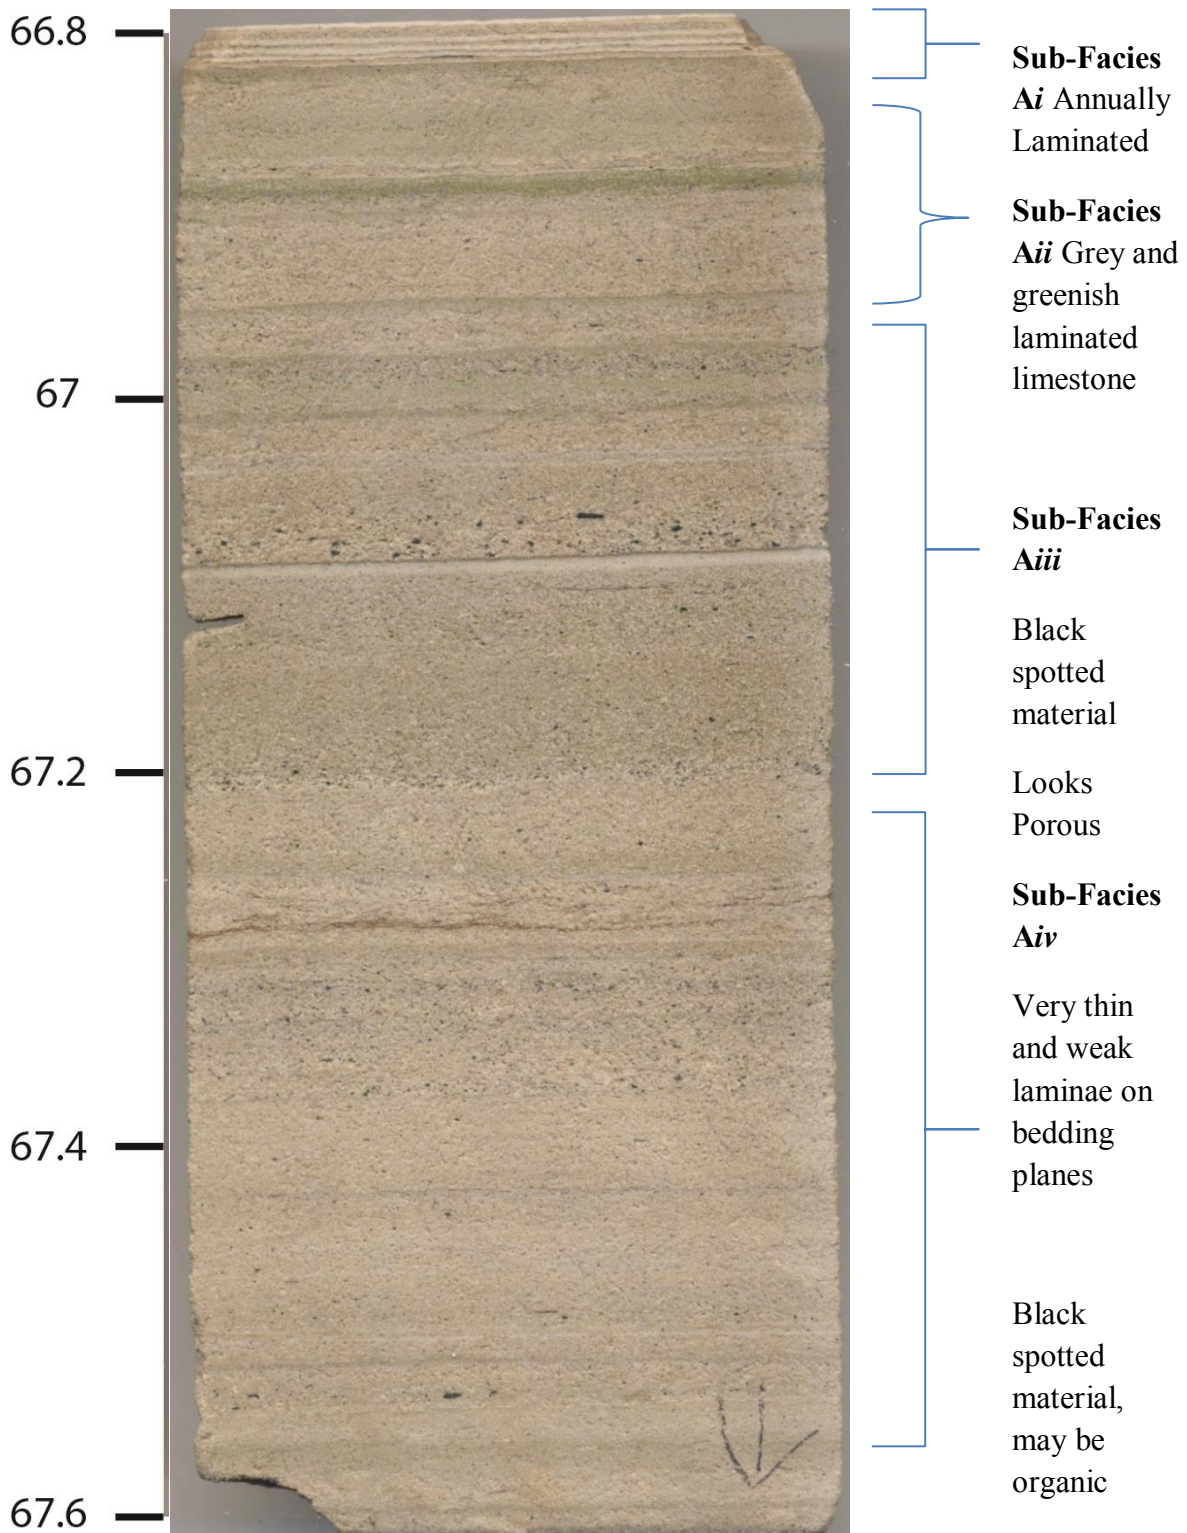 66.8
67
67.2
67.4
67.6
Sub-Facies
Ai Annually
Laminated
Sub-Facies
Aii Grey and
greenish
laminated
limestone
Sub-Facies
Aiii
Black
spotted
material
Looks
Porous
Sub-Facies
Aiv
Very thin
and weak
laminae on
bedding
planes
Black
spotted
material,
may be
organic